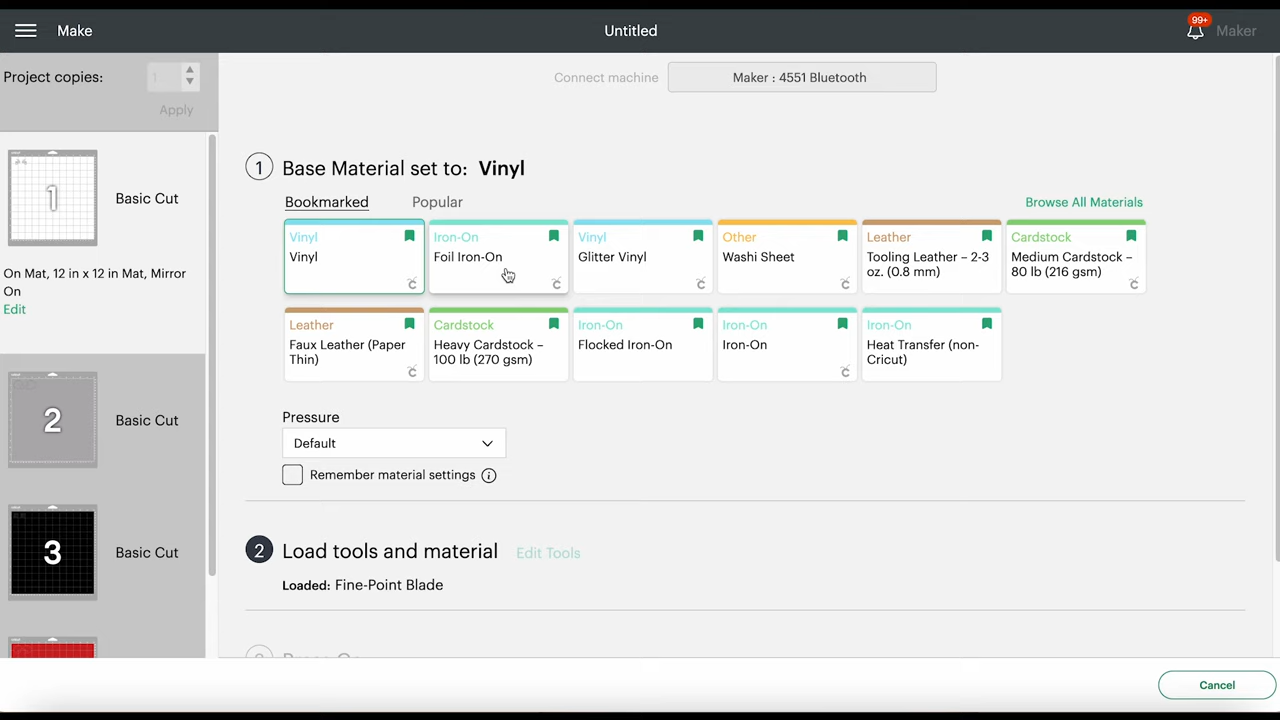 Make
Untitled
99+
Maker
Project copies:
1
Apply
Connect machine
Maker : 4551 Bluetooth
1
Basic Cut
On Mat, 12 in x 12 in Mat, Mirror
On
Edit
2
Basic Cut
3
Basic Cut
1
Base Material set to: Vinyl
Bookmarked
Popular
Browse All Materials
Vinyl
Vinyl
Iron-On
Foil Iron-On
Vinyl
Glitter Vinyl
Other
Washi Sheet
Leather
Tooling Leather – 2-3
oz. (0.8 mm)
Cardstock
Medium Cardstock –
80 lb (216 gsm)
Leather
Faux Leather (Paper
Thin)
Cardstock
Heavy Cardstock –
100 lb (270 gsm)
Iron-On
Flocked Iron-On
Iron-On
Iron-On
Iron-On
Heat Transfer (non-
Cricut)
Pressure
Default
Remember material settings
2
Load tools and material
Edit Tools
Loaded: Fine-Point Blade
Cancel